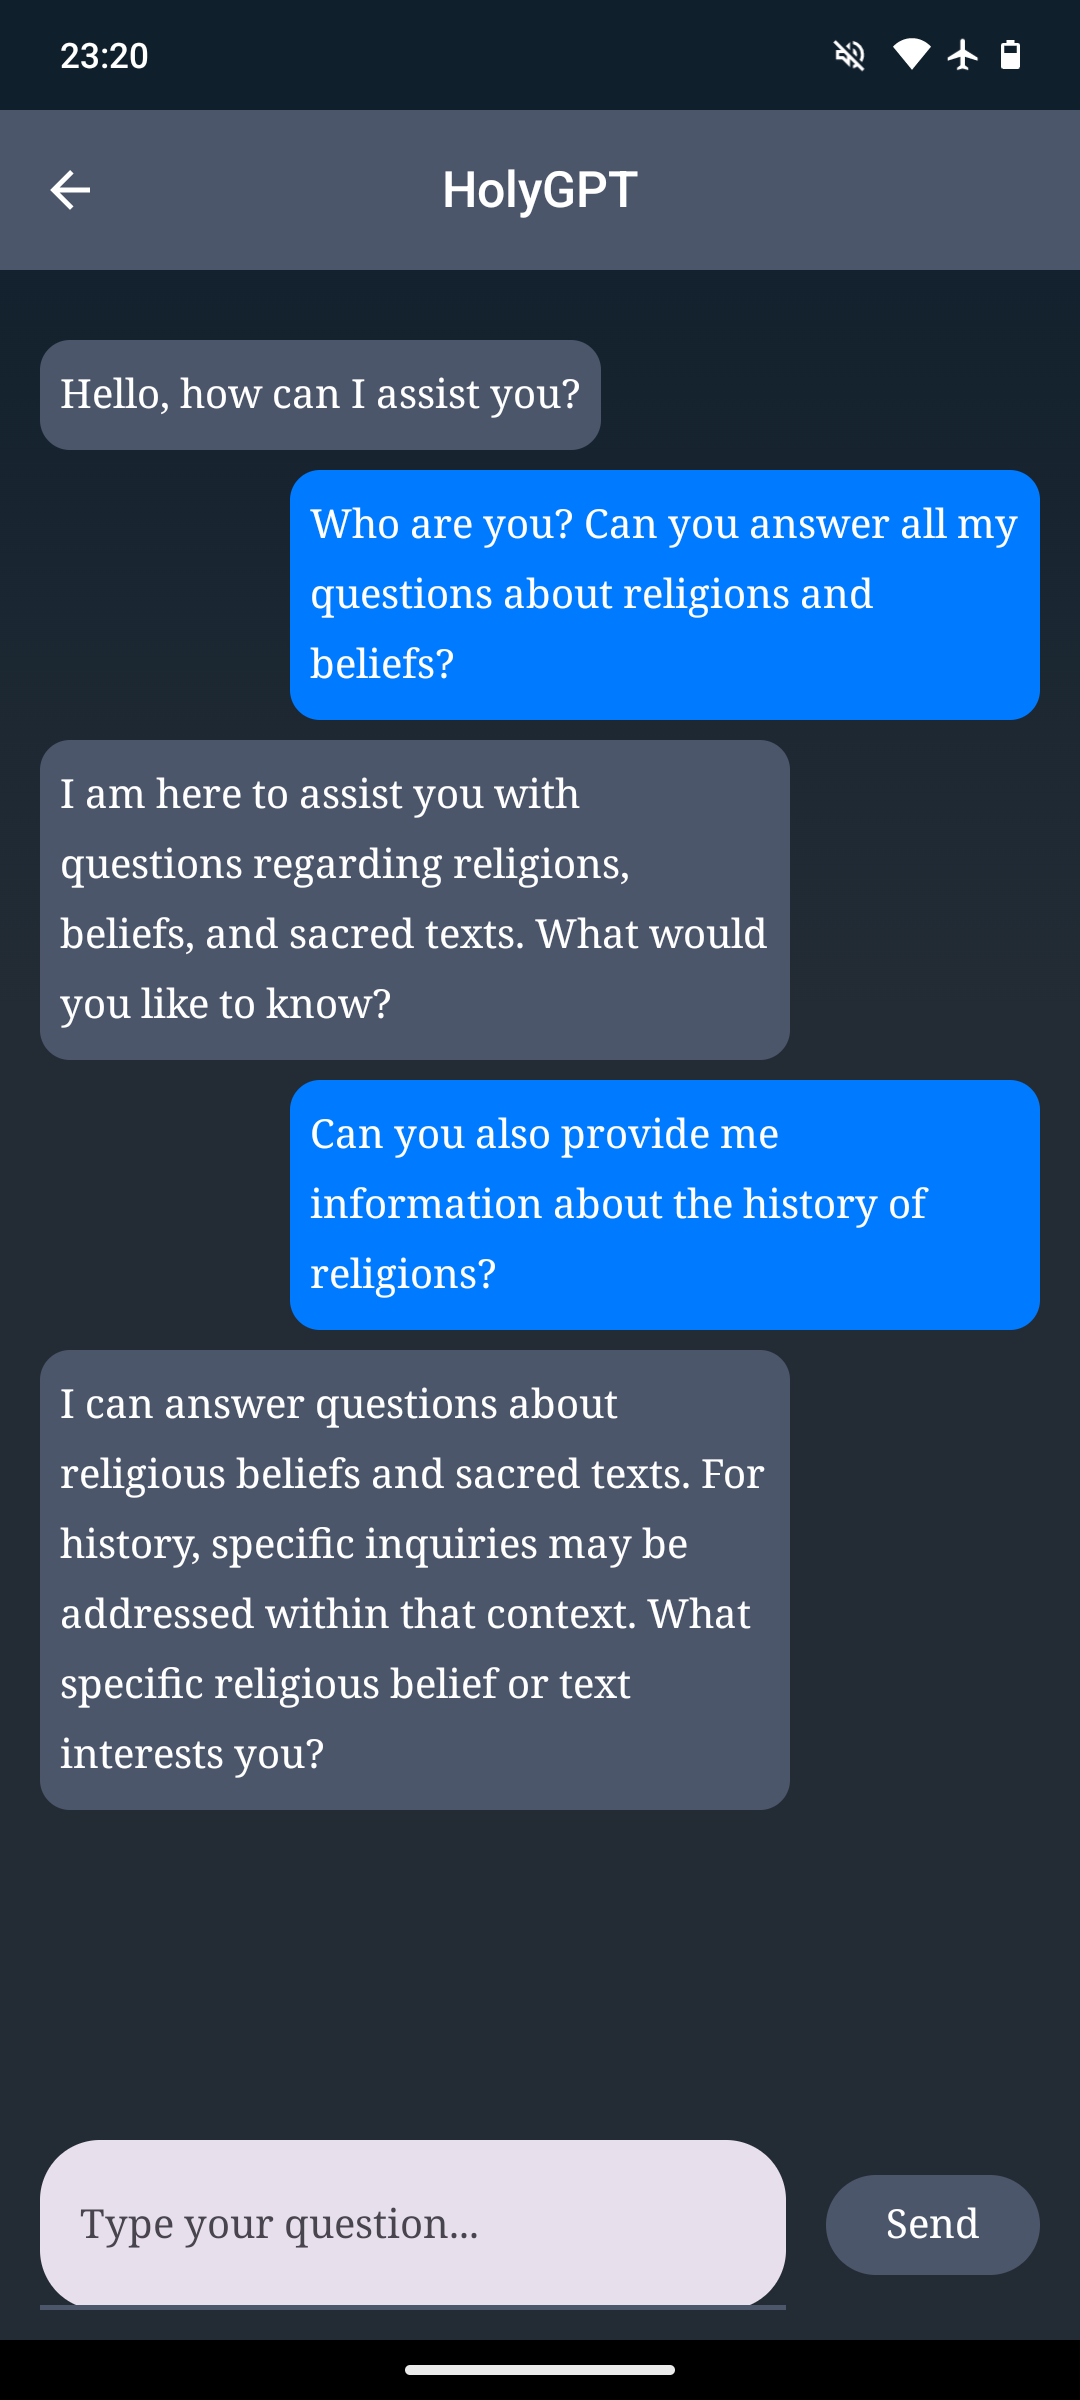 23:20
HolyGPT
Hello, how can I assist you?
Who are you? Can you answer all my
questions about religions and
beliefs?
I am here to assist you with
questions regarding religions,
beliefs, and sacred texts. What would
you like to know?
Can you also provide me
information about the history of
religions?
I can answer questions about
religious beliefs and sacred texts. For
history, specific inquiries may be
addressed within that context. What
specific religious belief or text
interests you?
Type your question...
Send